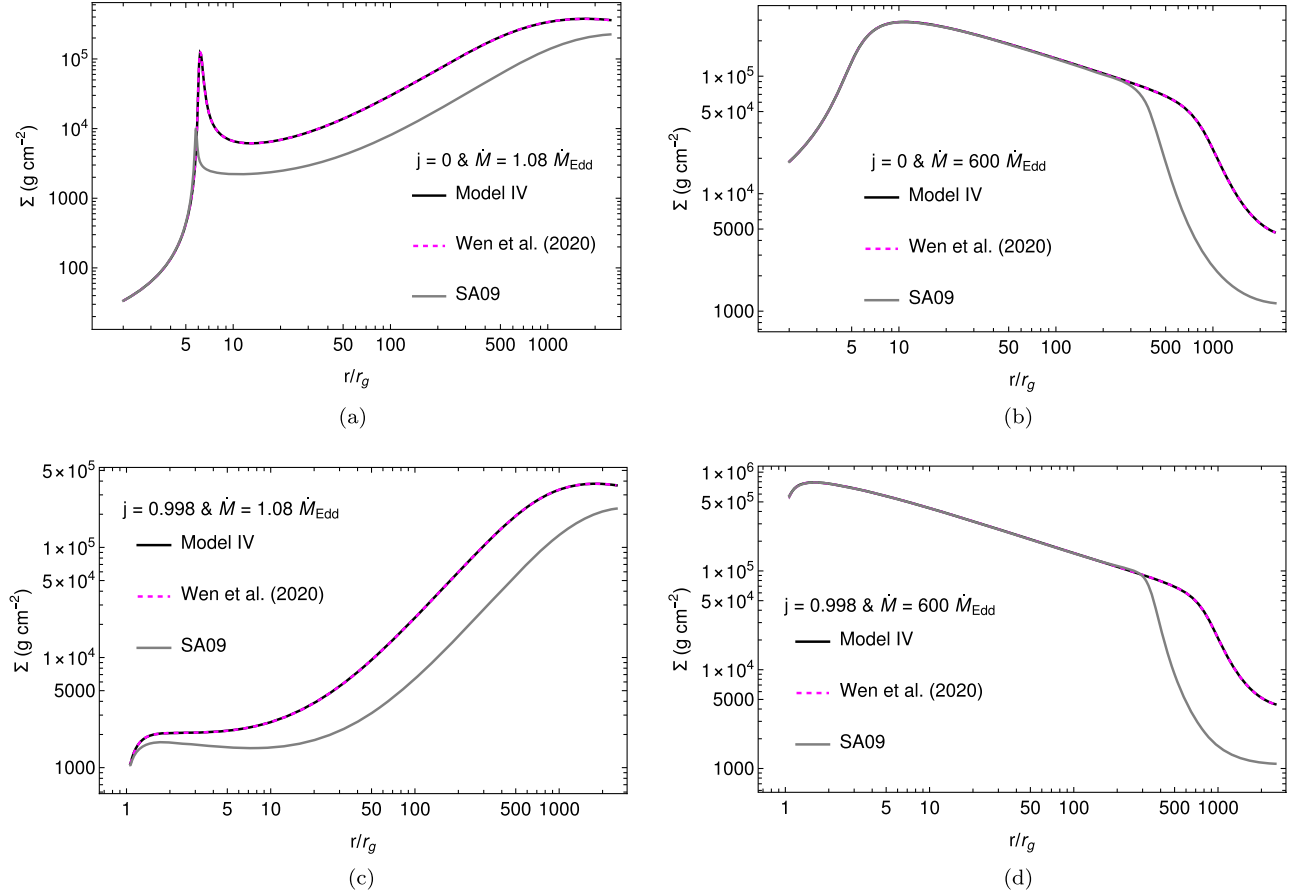 10⁵
10⁴
1000
100
Σ (g cm⁻²)
j = 0 & Ṁ = 1.08 Ṁ_Edd
Model IV
Wen et al. (2020)
SA09
5 10 50 100 500 1000
r/r_g
(a)
1×10⁵
5×10⁴
1×10⁴
5000
1000
Σ (g cm⁻²)
j = 0 & Ṁ = 600 Ṁ_Edd
Model IV
Wen et al. (2020)
SA09
5 10 50 100 500 1000
r/r_g
(b)
5×10⁵
1×10⁵
5×10⁴
1×10⁴
5000
1000
Σ (g cm⁻²)
j = 0.998 & Ṁ = 1.08 Ṁ_Edd
Model IV
Wen et al. (2020)
SA09
1 5 10 50 100 500 1000
r/r_g
(c)
1×10⁶
5×10⁵
1×10⁵
5×10⁴
1×10⁴
5000
1000
Σ (g cm⁻²)
j = 0.998 & Ṁ = 600 Ṁ_Edd
Model IV
Wen et al. (2020)
SA09
1 5 10 50 100 500 1000
r/r_g
(d)